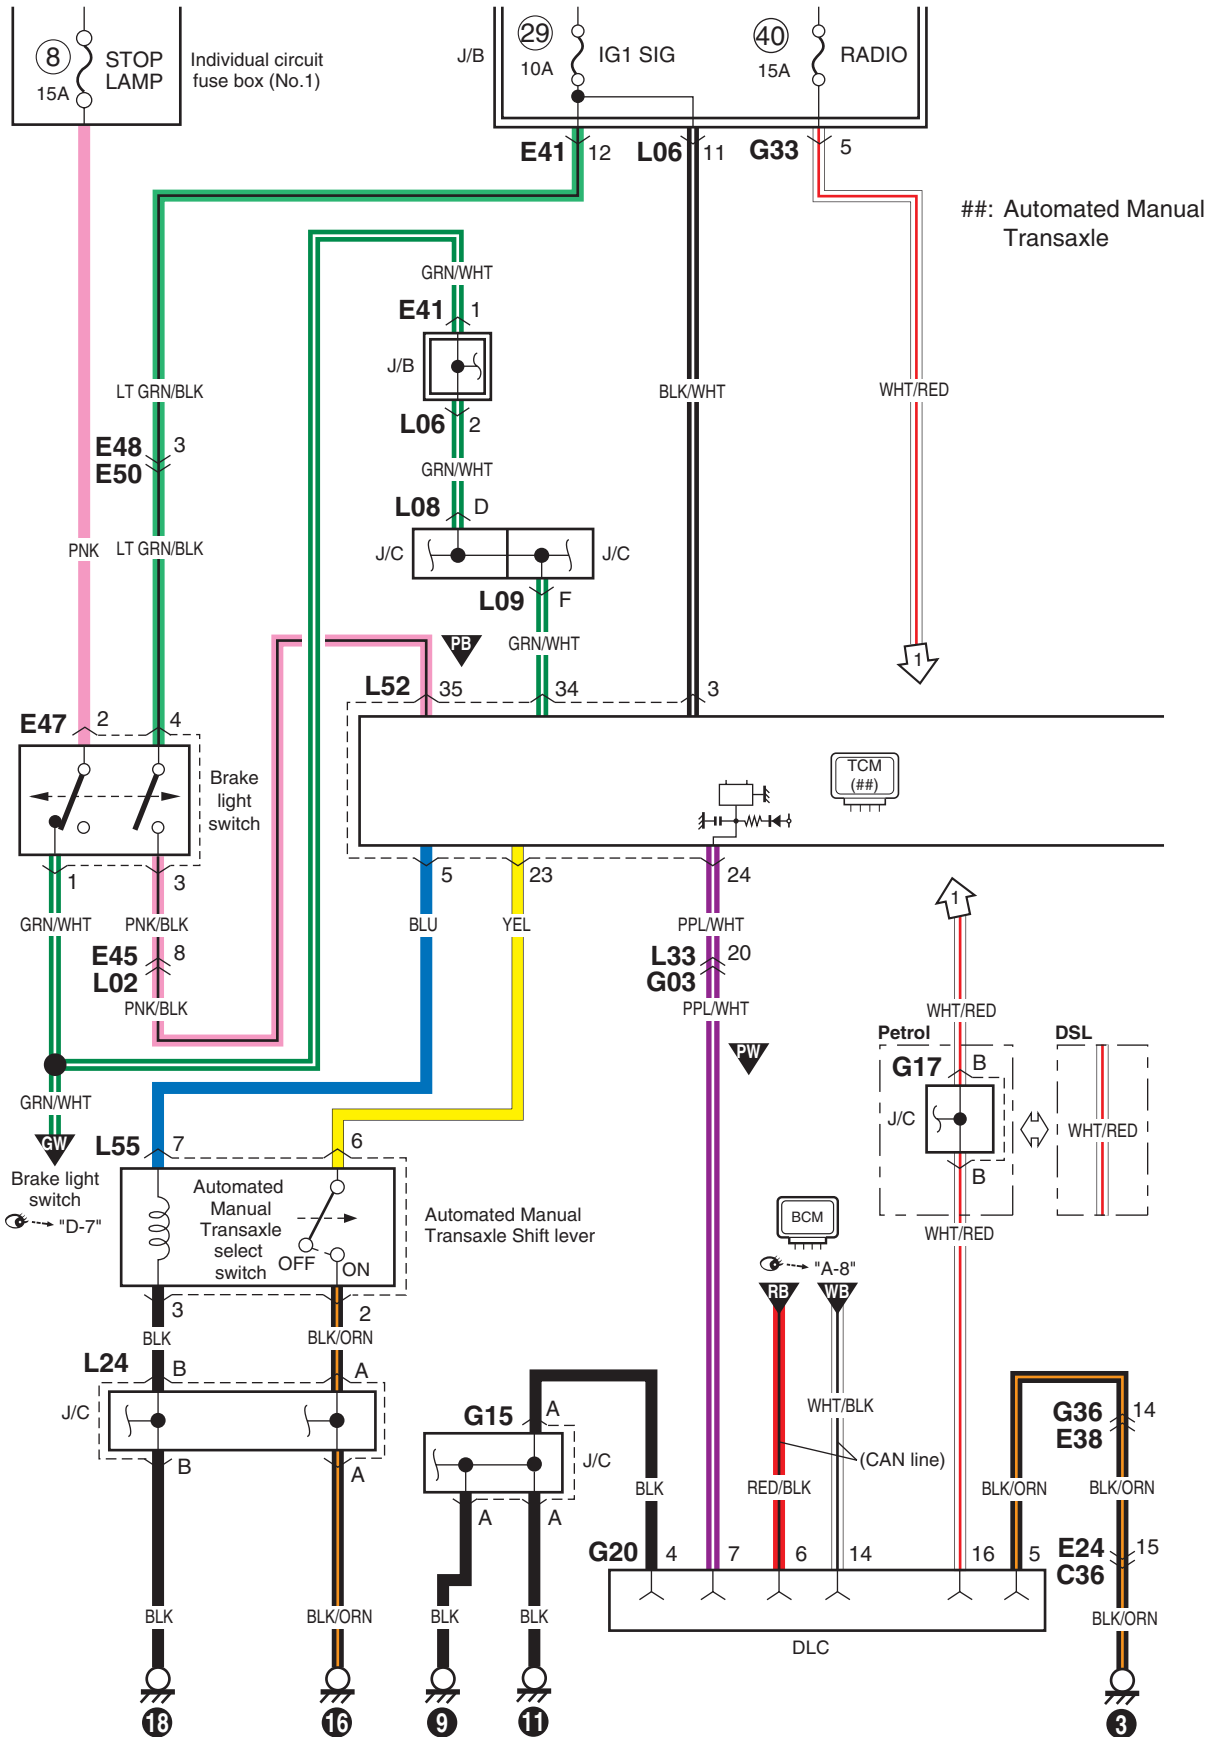 8
STOP
LAMP
15A
Individual circuit
fuse box (No.1)
J/B
29
10A
IG1 SIG
40
15A
RADIO
E41 12
L06 11
G33 5
##: Automated Manual
Transaxle
GRN/WHT
E41 1
J/B
LT GRN/BLK
BLK/WHT
WHT/RED
L06 2
E48 3
E50
GRN/WHT
L08 D
PNK
LT GRN/BLK
J/C
J/C
L09 F
PB
GRN/WHT
1
L52 35
34
3
E47 2
4
Brake
light
switch
TCM
(##)
1
3
5
23
24
GRN/WHT
PNK/BLK
BLU
YEL
PPL/WHT
1
E45 8
L02
L33 20
G03
PNK/BLK
PPL/WHT
WHT/RED
Petrol
DSL
PW
G17 B
GRN/WHT
J/C
WHT/RED
GW
L55 7
6
Brake light
switch
"D-7"
B
Automated
Manual
Transaxle
select
switch
OFF
ON
Automated Manual
Transaxle Shift lever
BCM
WHT/RED
"A-8"
RB
WB
3
2
BLK
BLK/ORN
L24 B
A
J/C
G15 A
WHT/BLK
G36 14
E38
J/C
(CAN line)
B
A
BLK
RED/BLK
BLK/ORN
BLK/ORN
A
A
G20 4
7
6
14
16
5
E24 15
C36
BLK
BLK/ORN
BLK
BLK
BLK/ORN
DLC
18
16
9
11
3